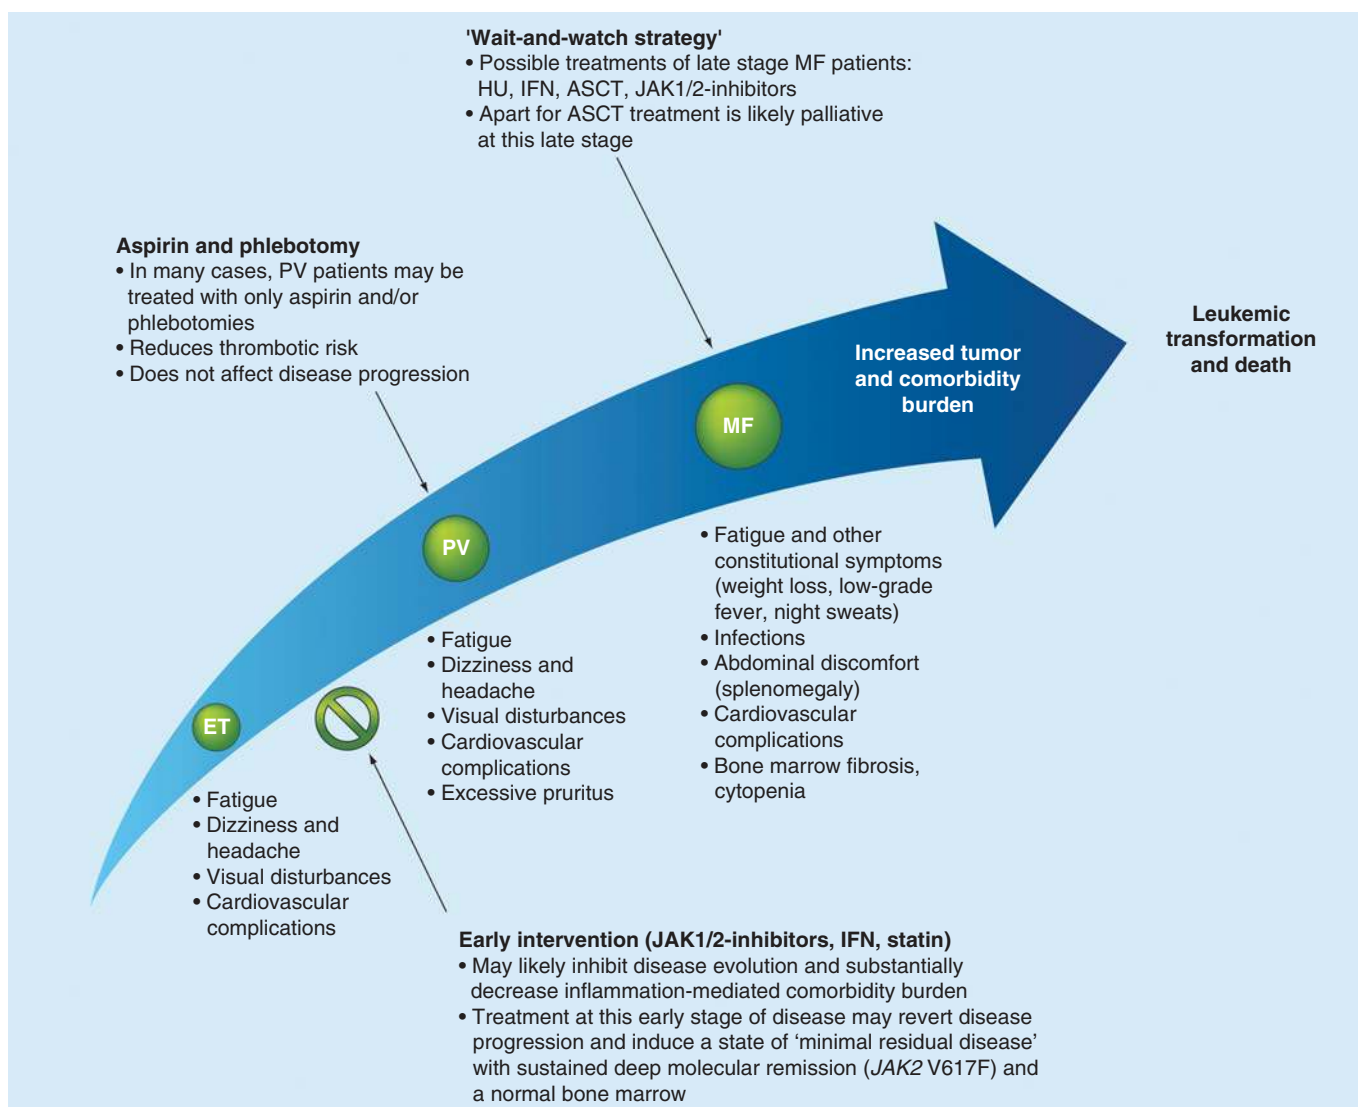 'Wait-and-watch strategy'
• Possible treatments of late stage MF patients:
HU, IFN, ASCT, JAK1/2-inhibitors
• Apart for ASCT treatment is likely palliative
at this late stage
Aspirin and phlebotomy
• In many cases, PV patients may be
treated with only aspirin and/or
phlebotomies
• Reduces thrombotic risk
• Does not affect disease progression
Leukemic
transformation
and death
Increased tumor
and comorbidity
burden
MF
PV
ET
• Fatigue and other
constitutional symptoms
(weight loss, low-grade
fever, night sweats)
• Infections
• Abdominal discomfort
(splenomegaly)
• Cardiovascular
complications
• Bone marrow fibrosis,
cytopenia
• Fatigue
• Dizziness and
headache
• Visual disturbances
• Cardiovascular
complications
• Excessive pruritus
• Fatigue
• Dizziness and
headache
• Visual disturbances
• Cardiovascular
complications
Early intervention (JAK1/2-inhibitors, IFN, statin)
• May likely inhibit disease evolution and substantially
decrease inflammation-mediated comorbidity burden
• Treatment at this early stage of disease may revert disease
progression and induce a state of ‘minimal residual disease’
with sustained deep molecular remission (JAK2 V617F) and
a normal bone marrow